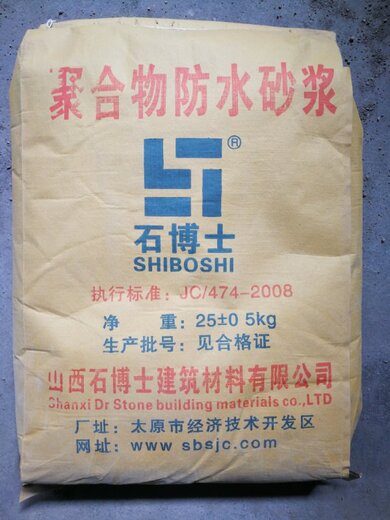 聚合物防水砂浆
®
石博士
SHIBOSHI
执行标准：JC/474-2008
净 重：25±0 5kg
生产批号：见合格证
山西石博士建筑材料有限公司
Shanxi Dr Stone building materials co.,LTD
厂址：太原市经济技术开发区
网址：www.sbsjc.com